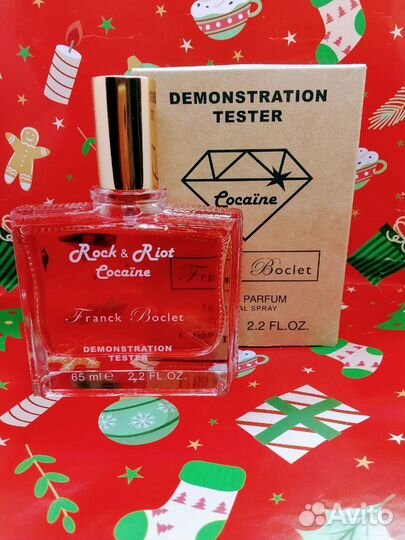 DEMONSTRATION
TESTER
Cocaïne
Boclet
PARFUM
SPRAY
2.2 FL.OZ.
Rock & Riot
Cocaïne
Franck Boclet
DEMONSTRATION
TESTER
65 ml e 2.2 FL.OZ.
Avito